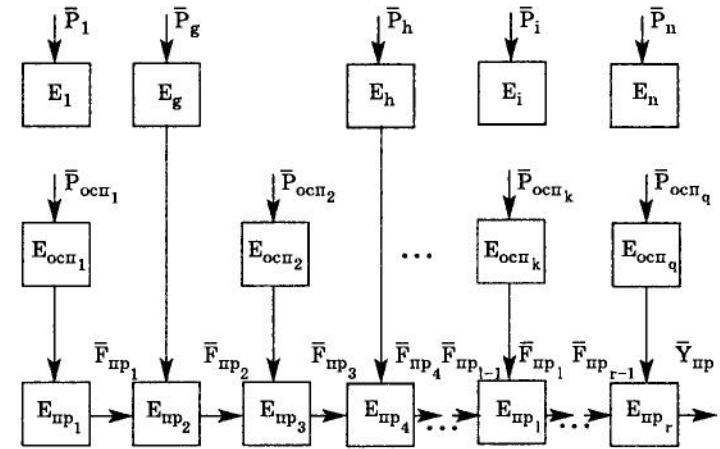 P̅₁ P̅g P̅h P̅i P̅n
E₁ Eg Eh Ei En
P̅осп₁ P̅осп₂ P̅оспk P̅оспq
Eосп₁ Eосп₂ ... Eоспk Eоспq
F̅пр₁ F̅пр₂ F̅пр₃ F̅пр₄ F̅прl-1 F̅прl F̅прr-1 Y̅пр
Eпр₁ Eпр₂ Eпр₃ Eпр₄ ... Eпрl ... Eпрr